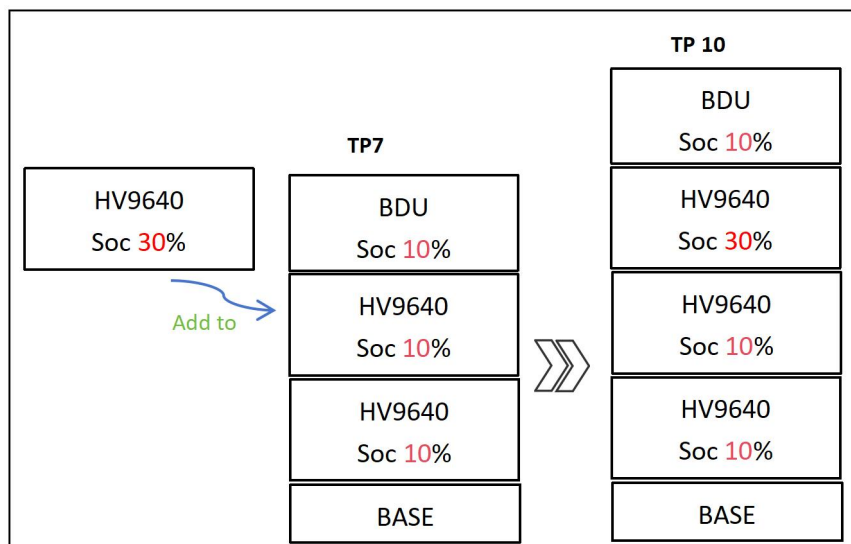 HV9640
Soc 30%
Add to
TP7
BDU
Soc 10%
HV9640
Soc 10%
HV9640
Soc 10%
BASE
TP 10
BDU
Soc 10%
HV9640
Soc 30%
HV9640
Soc 10%
HV9640
Soc 10%
BASE